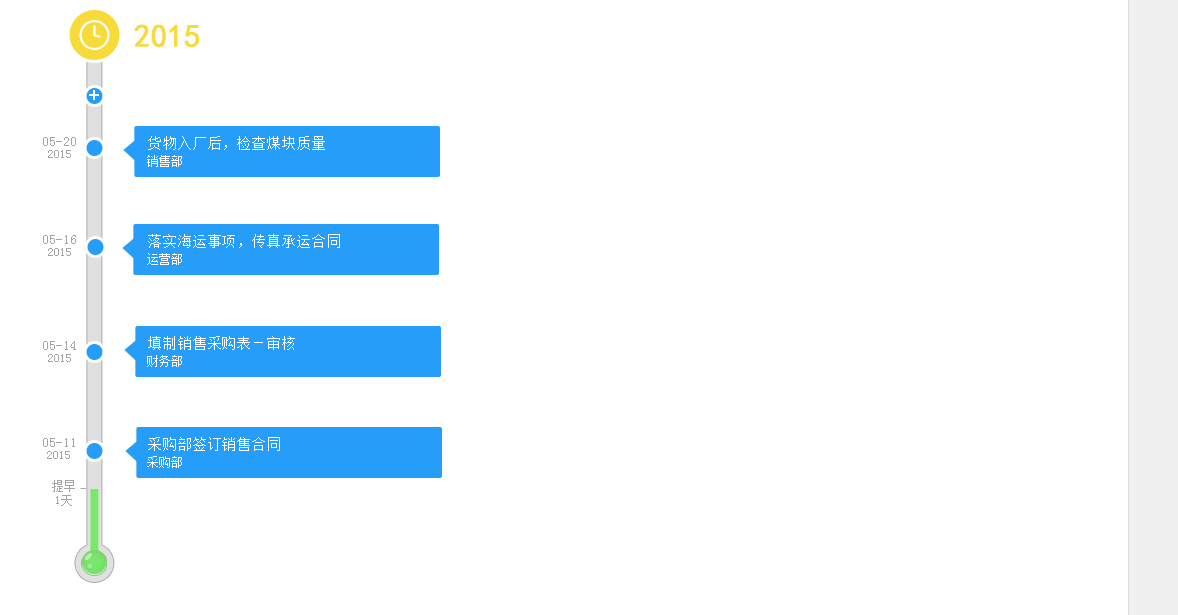 2015
05-20
2015
货物入厂后，检查煤块质量
销售部
05-16
2015
落实海运事项，传真承运合同
运营部
05-14
2015
填制销售采购表－审核
财务部
05-11
2015
采购部签订销售合同
采购部
提早
1天